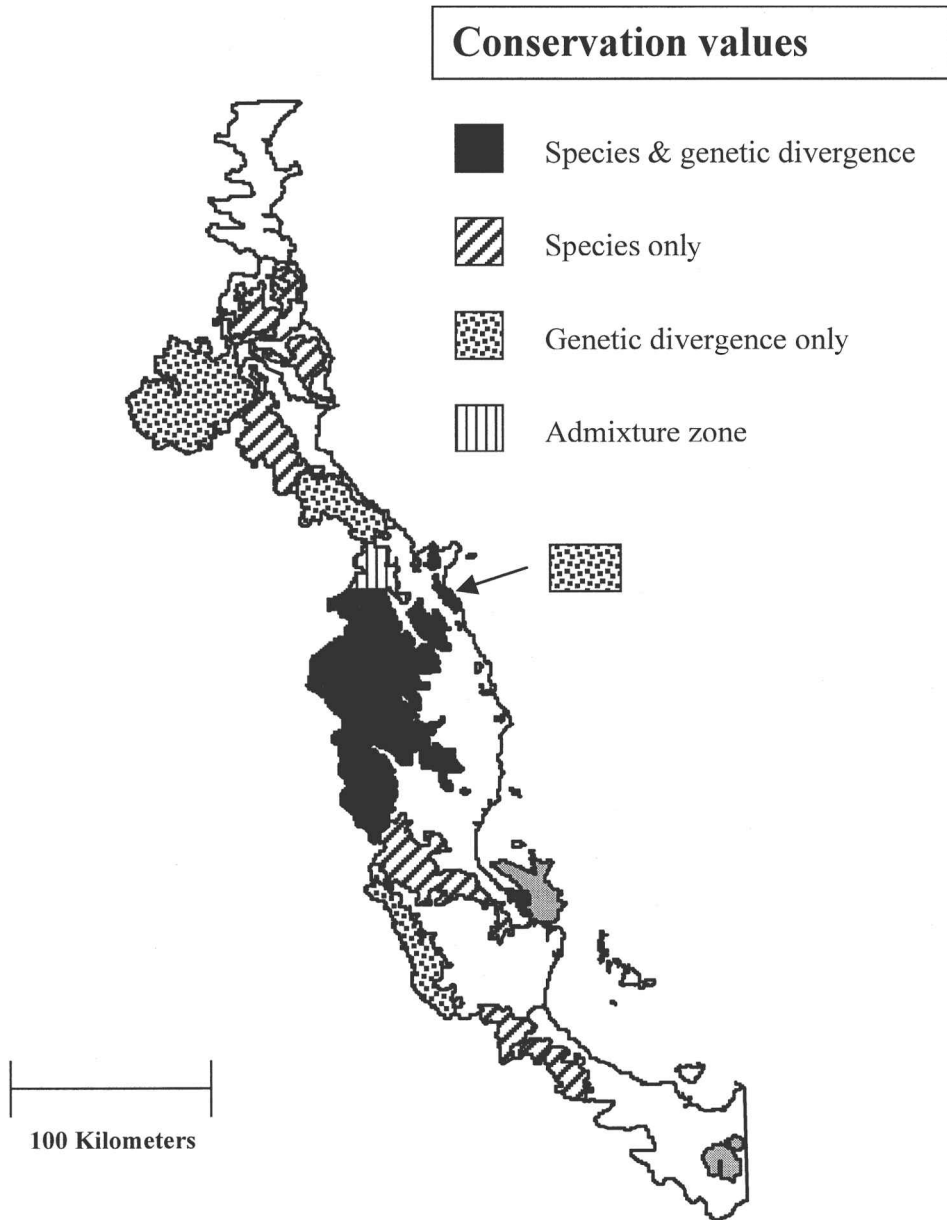 Conservation values
Species & genetic divergence
Species only
Genetic divergence only
Admixture zone
100 Kilometers